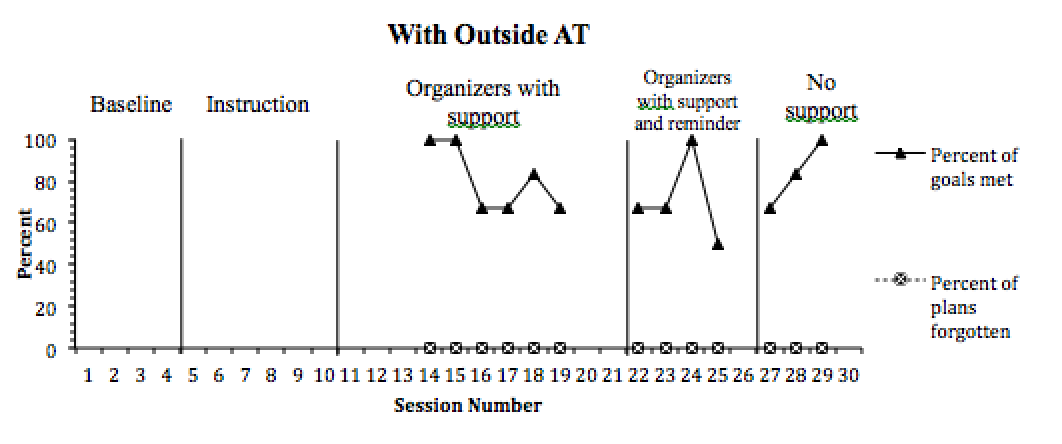 With Outside AT
Baseline
Instruction
Organizers with
support
Organizers
with support
and reminder
No
support
100
80
60
40
20
0
Percent
1 2 3 4 5 6 7 8 9 10 11 12 13 14 15 16 17 18 19 20 21 22 23 24 25 26 27 28 29 30
Session Number
Percent of
goals met
Percent of
plans
forgotten